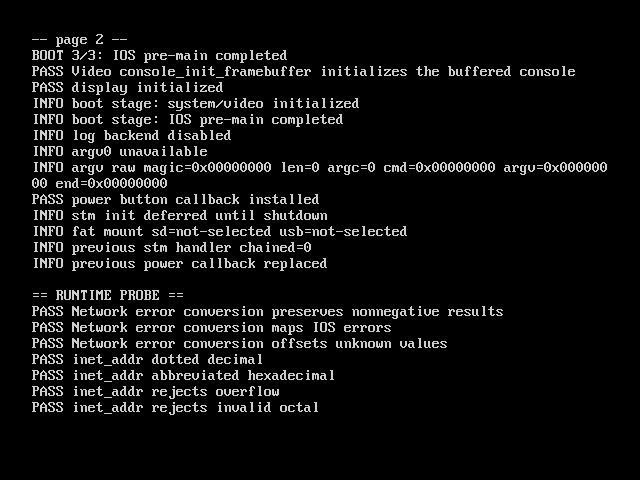 -- page 2 --
BOOT 3/3: IOS pre-main completed
PASS Video console_init_framebuffer initializes the buffered console
PASS display initialized
INFO boot stage: system/video initialized
INFO boot stage: IOS pre-main completed
INFO log backend disabled
INFO argv0 unavailable
INFO argv raw magic=0x00000000 len=0 argc=0 cmd=0x00000000 argv=0x000000
00 end=0x00000000
PASS power button callback installed
INFO stm init deferred until shutdown
INFO fat mount sd=not-selected usb=not-selected
INFO previous stm handler chained=0
INFO previous power callback replaced
== RUNTIME PROBE ==
PASS Network error conversion preserves nonnegative results
PASS Network error conversion maps IOS errors
PASS Network error conversion offsets unknown values
PASS inet_addr dotted decimal
PASS inet_addr abbreviated hexadecimal
PASS inet_addr rejects overflow
PASS inet_addr rejects invalid octal